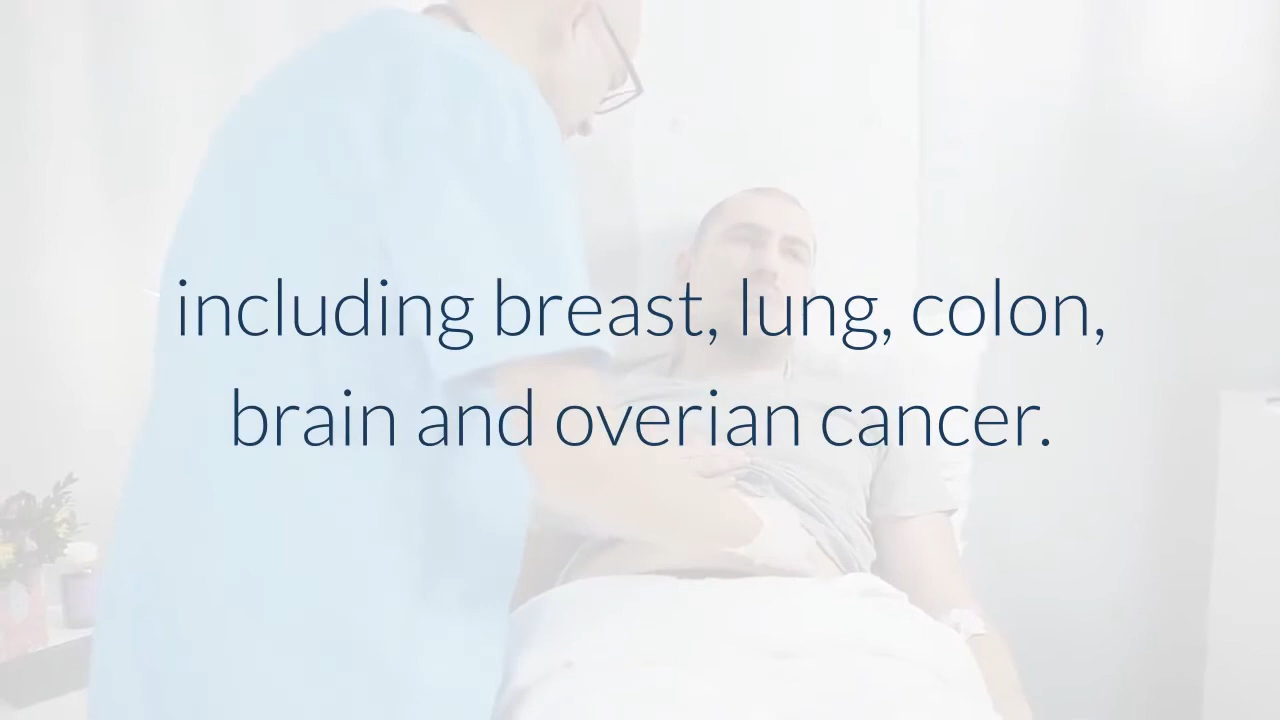 including breast, lung, colon,
brain and overian cancer.